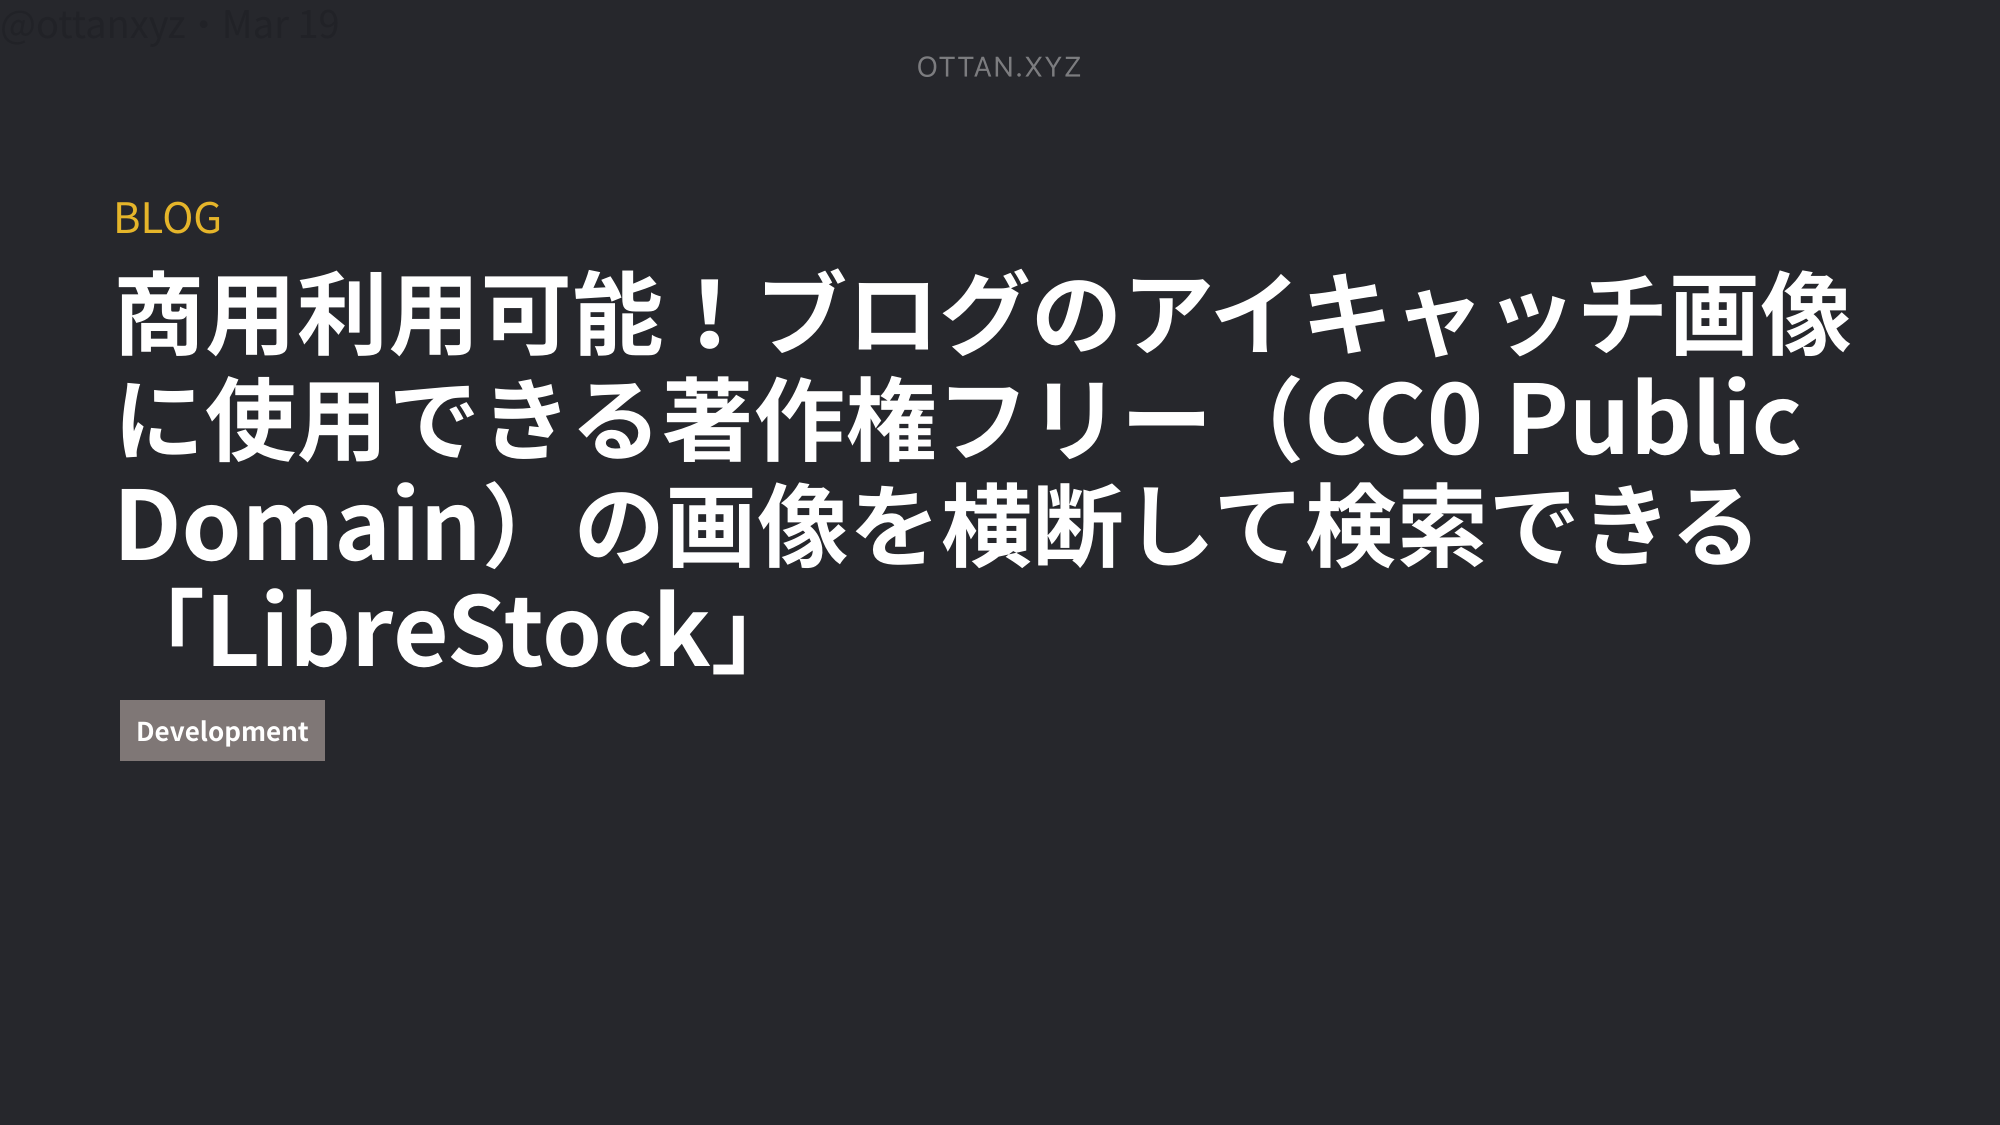 @ottanxyz・Mar 19
OTTAN.XYZ
BLOG
商用利用可能！ブログのアイキャッチ画像
に使用できる著作権フリー（CC0 Public
Domain）の画像を横断して検索できる
「LibreStock」
Development